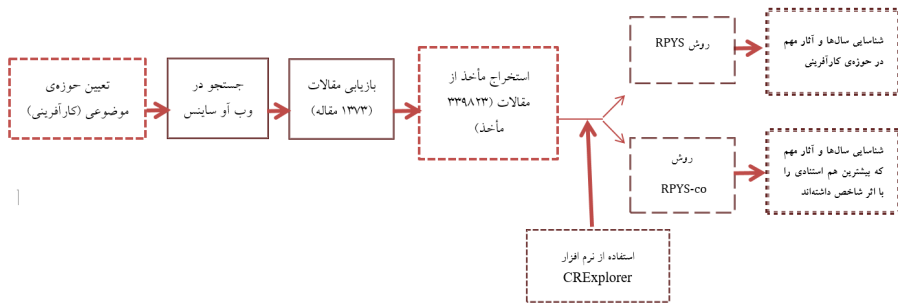 تعیین حوزه‌ی
موضوعی (کارآفرینی)
جستجو در
وب آو ساینس
بازیابی مقالات
(۱۳۷۳ مقاله)
استخراج مأخذ از
مقالات (۳۳۹۸۲۳
مأخذ)
روش RPYS
شناسایی سال‌ها و آثار مهم
در حوزه‌ی کارآفرینی
روش
RPYS-co
شناسایی سال‌ها و آثار مهم
که بیشترین هم استنادی را
با اثر شاخص داشته‌اند
استفاده از نرم افزار
CRExplorer